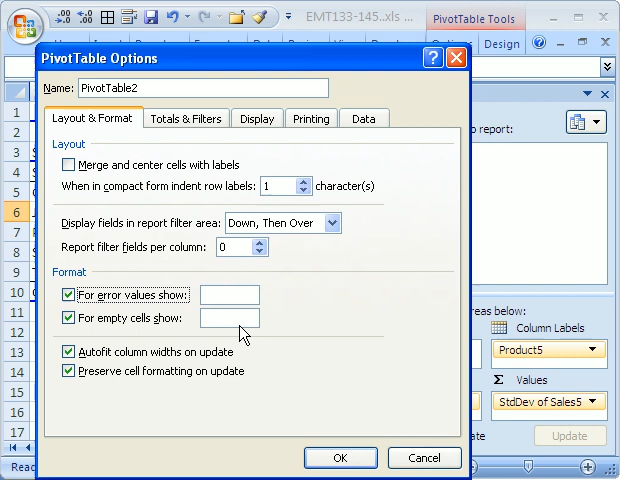 EMT133-145..xls
PivotTable Tools
Design
PivotTable Options
Name: PivotTable2
Layout & Format
Totals & Filters
Display
Printing
Data
to report:
Layout
Merge and center cells with labels
When in compact form indent row labels: 1 character(s)
Display fields in report filter area: Down, Then Over
Report filter fields per column: 0
Format
For error values show:
For empty cells show:
Autofit column widths on update
Preserve cell formatting on update
OK
Cancel
1
2
3
4
5
6
7
8
9
10
11
12
13
14
15
16
17
reas below:
Column Labels
Product5
Σ Values
StdDev of Sales5
ate
Update
Read